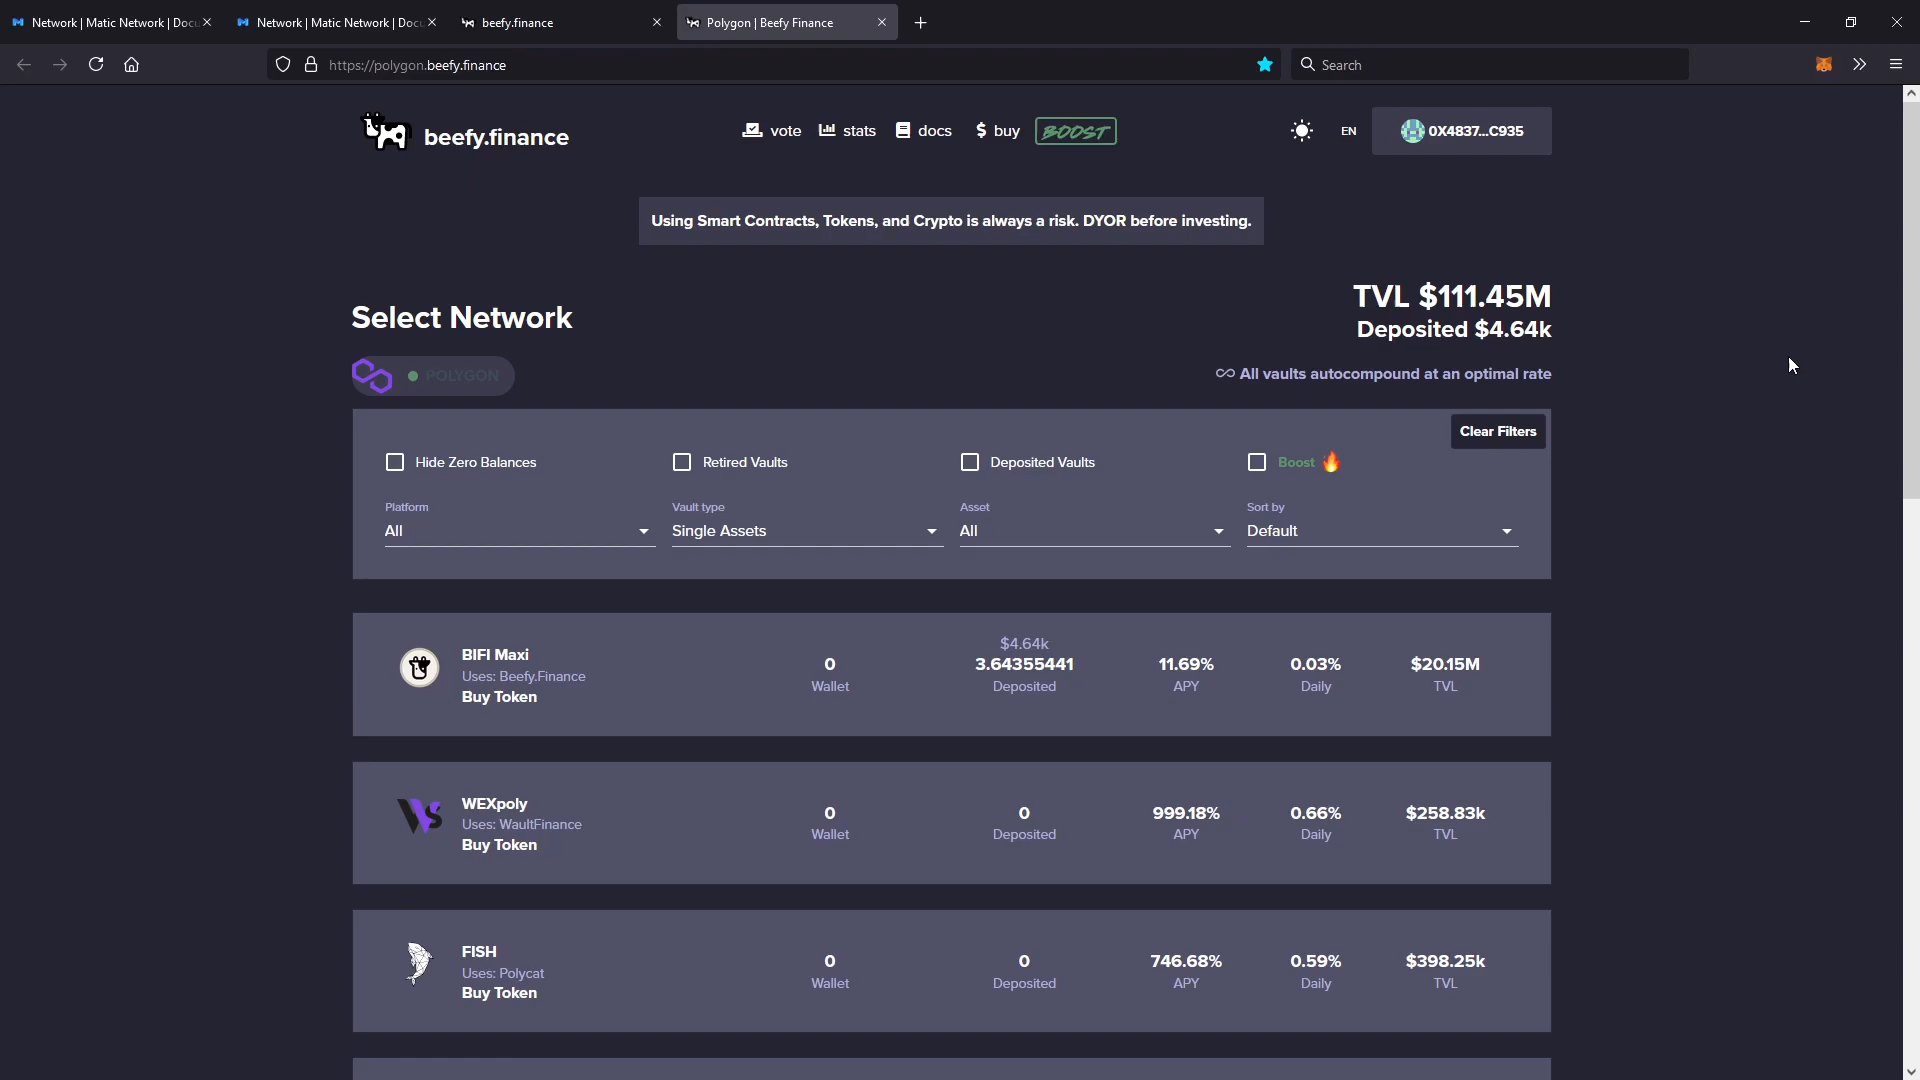 Network | Matic Network | Docu
Network | Matic Network | Docu
beefy.finance
Polygon | Beefy Finance
https://polygon.beefy.finance
Search
beefy.finance
vote
stats
docs
$ buy
BOOST
EN
0X4837...C935
Using Smart Contracts, Tokens, and Crypto is always a risk. DYOR before investing.
Select Network
TVL $111.45M
Deposited $4.64k
POLYGON
All vaults autocompound at an optimal rate
Clear Filters
Hide Zero Balances
Retired Vaults
Deposited Vaults
Boost 🔥
Platform
Vault type
Asset
Sort by
All
Single Assets
All
Default
BIFI Maxi
Uses: Beefy.Finance
Buy Token
0
Wallet
$4.64k
3.64355441
Deposited
11.69%
APY
0.03%
Daily
$20.15M
TVL
WEXpoly
Uses: WaultFinance
Buy Token
0
Wallet
0
Deposited
999.18%
APY
0.66%
Daily
$258.83k
TVL
FISH
Uses: Polycat
Buy Token
0
Wallet
0
Deposited
746.68%
APY
0.59%
Daily
$398.25k
TVL